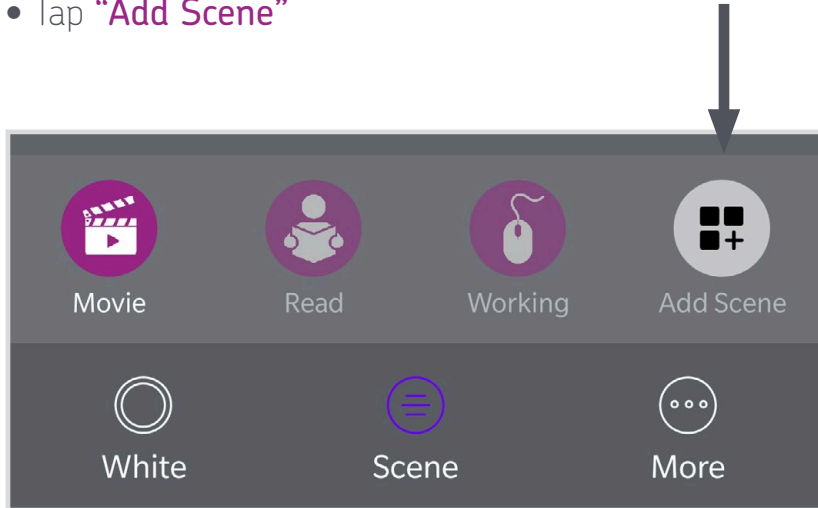 • Tap “Add Scene”
Movie Read Working Add Scene
White Scene More